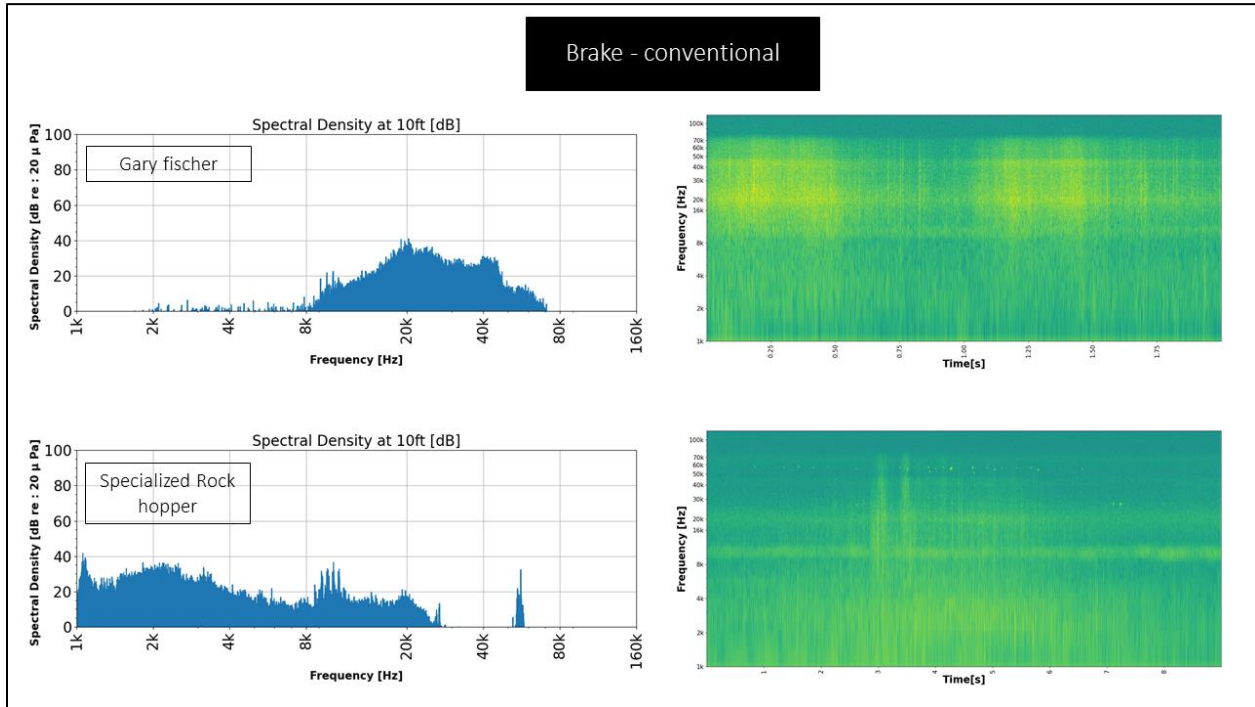 Brake - conventional
Spectral Density at 10ft [dB]
Gary fischer
Spectral Density [dB re : 20 µ Pa]
100
80
60
40
20
0
1k
2k
4k
8k
20k
40k
80k
160k
Frequency [Hz]
Frequency [Hz]
100k
70k
60k
50k
40k
30k
20k
16k
8k
4k
2k
1k
0.25
0.50
0.75
1.00
1.25
1.50
1.75
Time[s]
Spectral Density at 10ft [dB]
Specialized Rock
hopper
Spectral Density [dB re : 20 µ Pa]
100
80
60
40
20
0
1k
2k
4k
8k
20k
40k
80k
160k
Frequency [Hz]
Frequency [Hz]
100k
70k
60k
50k
40k
30k
20k
16k
8k
4k
2k
1k
1
2
3
4
5
6
7
8
Time[s]